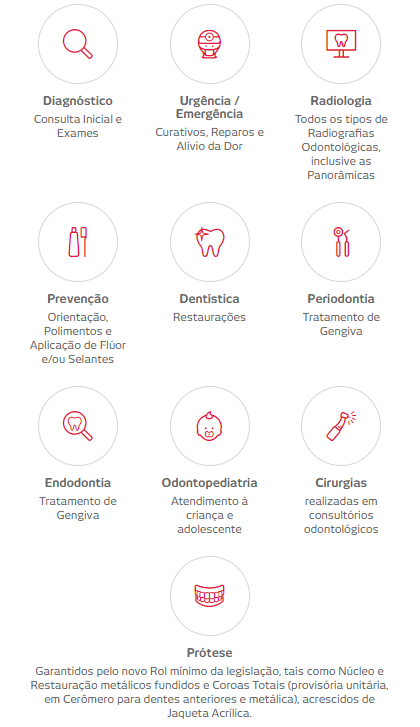 Diagnóstico
Consulta Inicial e
Exames
Urgência /
Emergência
Curativos, Reparos e
Alívio da Dor
Radiologia
Todos os tipos de
Radiografias
Odontológicas,
inclusive as
Panorâmicas
Prevenção
Orientação,
Polimentos e
Aplicação de Flúor
e/ou Selantes
Dentística
Restaurações
Periodontia
Tratamento de
Gengiva
Endodontia
Tratamento de
Gengiva
Odontopediatria
Atendimento à
criança e
adolescente
Cirurgias
realizadas em
consultórios
odontológicos
Prótese
Garantidos pelo novo Rol mínimo da legislação, tais como Núcleo e
Restauração metálicos fundidos e Coroas Totais (provisória unitária,
em Cerômero para dentes anteriores e metálica), acrescidos de
Jaqueta Acrílica.